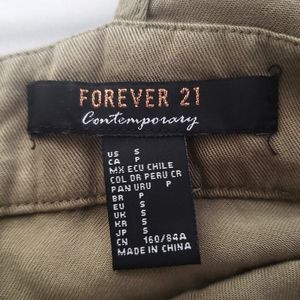 FOREVER 21
Contemporary
US S
CA P
MX ECU CHILE
COL DR PERU CR
PAN URU P
BR P
EU S
UK S
KR S
JP S
CN 160/84A
MADE IN CHINA